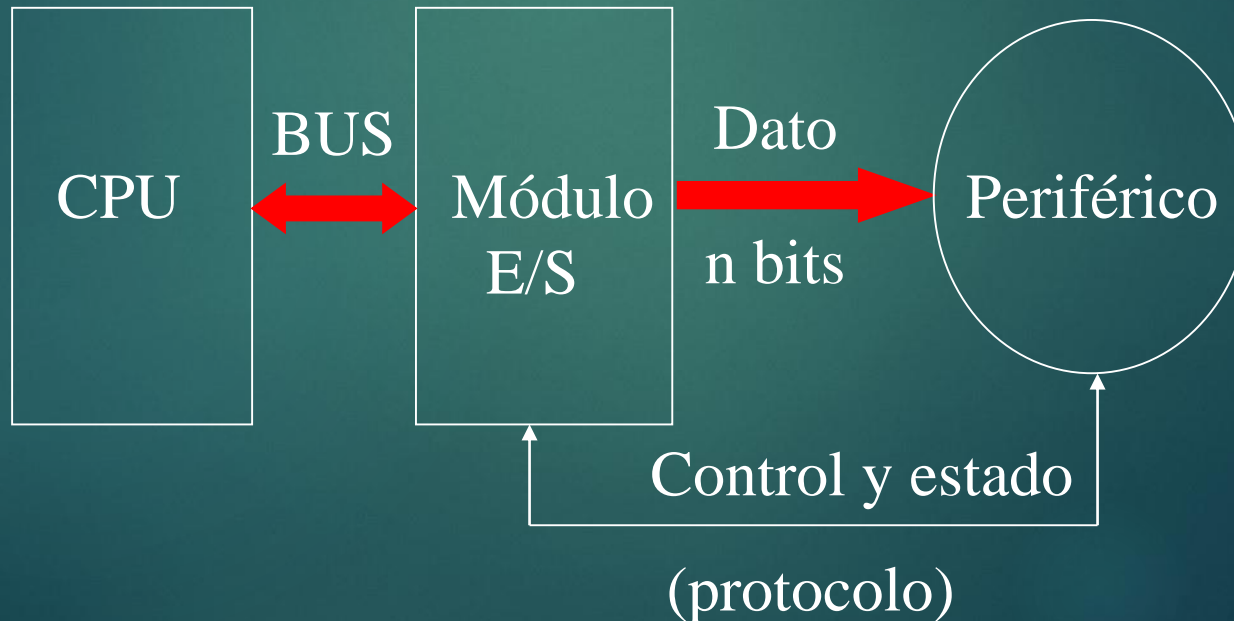 CPU
BUS
Módulo
E/S
Dato
n bits
Periférico
Control y estado
(protocolo)